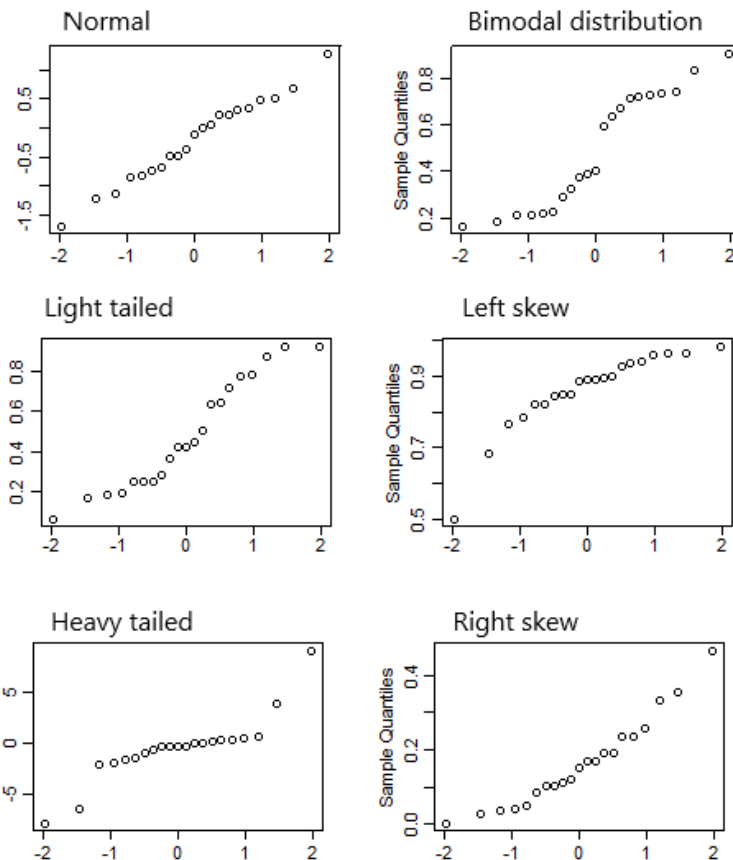 Normal
0.5
-0.5
-1.5
-2 -1 0 1 2
Bimodal distribution
Sample Quantiles
0.8
0.6
0.4
0.2
-2 -1 0 1 2
Light tailed
0.8
0.6
0.4
0.2
-2 -1 0 1 2
Left skew
Sample Quantiles
0.9
0.7
0.5
-2 -1 0 1 2
Heavy tailed
5
0
-5
-2 -1 0 1 2
Right skew
Sample Quantiles
0.4
0.2
0.0
-2 -1 0 1 2